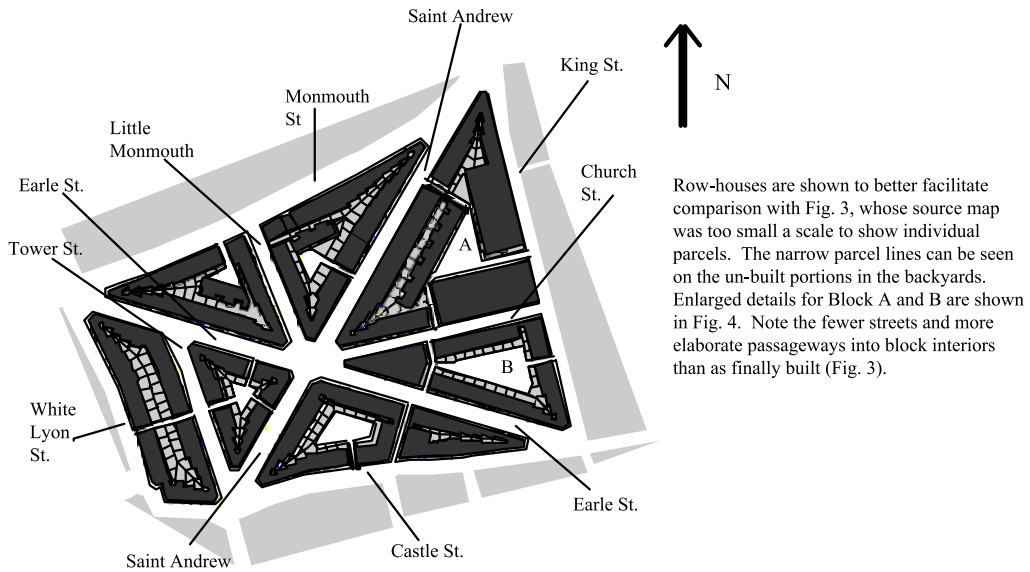 Saint Andrew
King St.
Monmouth
St
Little
Monmouth
Church
St.
Earle St.
Tower St.
N
A
B
White
Lyon
St.
Earle St.
Castle St.
Saint Andrew
Row-houses are shown to better facilitate
comparison with Fig. 3, whose source map
was too small a scale to show individual
parcels. The narrow parcel lines can be seen
on the un-built portions in the backyards.
Enlarged details for Block A and B are shown
in Fig. 4. Note the fewer streets and more
elaborate passageways into block interiors
than as finally built (Fig. 3).